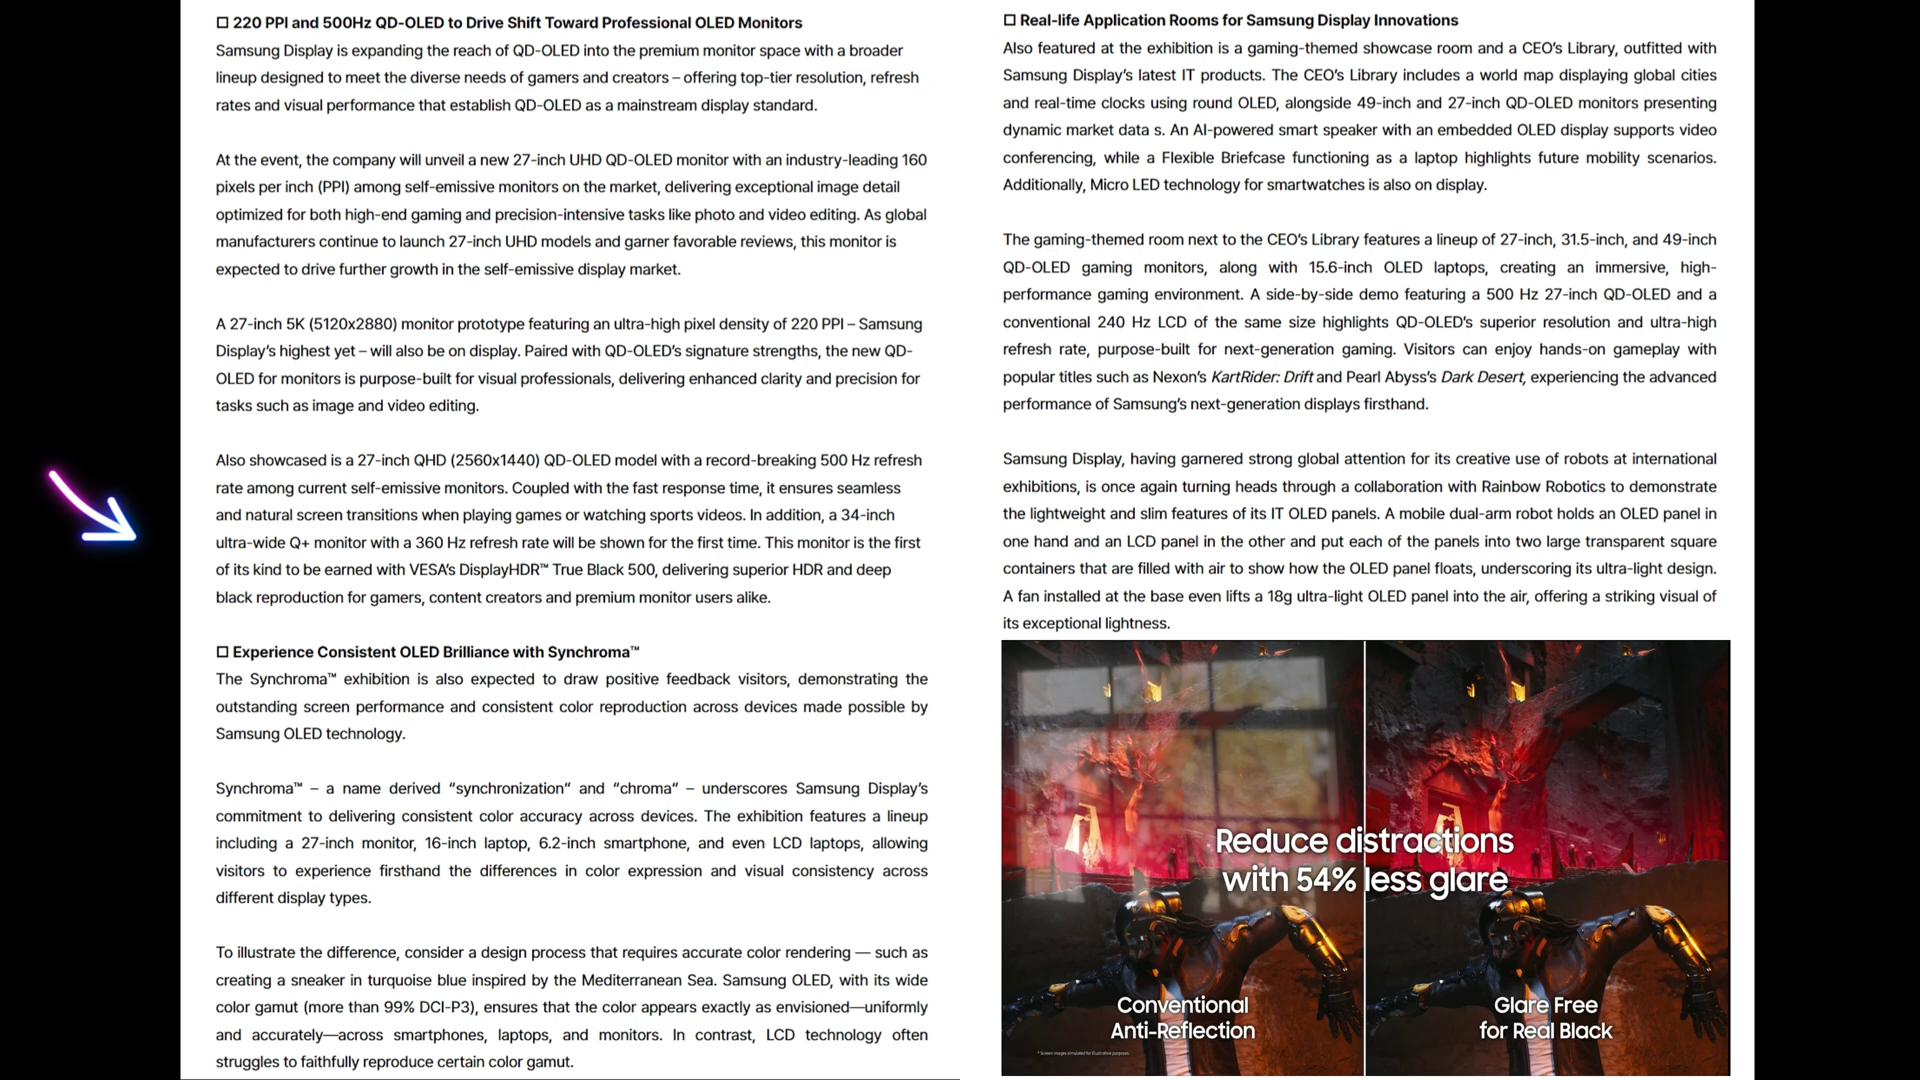 ☐ 220 PPI and 500Hz QD-OLED to Drive Shift Toward Professional OLED Monitors
Samsung Display is expanding the reach of QD-OLED into the premium monitor space with a broader
lineup designed to meet the diverse needs of gamers and creators – offering top-tier resolution, refresh
rates and visual performance that establish QD-OLED as a mainstream display standard.
At the event, the company will unveil a new 27-inch UHD QD-OLED monitor with an industry-leading 160
pixels per inch (PPI) among self-emissive monitors on the market, delivering exceptional image detail
optimized for both high-end gaming and precision-intensive tasks like photo and video editing. As global
manufacturers continue to launch 27-inch UHD models and garner favorable reviews, this monitor is
expected to drive further growth in the self-emissive display market.
A 27-inch 5K (5120x2880) monitor prototype featuring an ultra-high pixel density of 220 PPI – Samsung
Display's highest yet – will also be on display. Paired with QD-OLED's signature strengths, the new QD-
OLED for monitors is purpose-built for visual professionals, delivering enhanced clarity and precision for
tasks such as image and video editing.
Also showcased is a 27-inch QHD (2560x1440) QD-OLED model with a record-breaking 500 Hz refresh
rate among current self-emissive monitors. Coupled with the fast response time, it ensures seamless
and natural screen transitions when playing games or watching sports videos. In addition, a 34-inch
ultra-wide Q+ monitor with a 360 Hz refresh rate will be shown for the first time. This monitor is the first
of its kind to be earned with VESA's DisplayHDR™ True Black 500, delivering superior HDR and deep
black reproduction for gamers, content creators and premium monitor users alike.
☐ Experience Consistent OLED Brilliance with Synchroma™
The Synchroma™ exhibition is also expected to draw positive feedback visitors, demonstrating the
outstanding screen performance and consistent color reproduction across devices made possible by
Samsung OLED technology.
Synchroma™ – a name derived “synchronization” and “chroma” – underscores Samsung Display's
commitment to delivering consistent color accuracy across devices. The exhibition features a lineup
including a 27-inch monitor, 16-inch laptop, 6.2-inch smartphone, and even LCD laptops, allowing
visitors to experience firsthand the differences in color expression and visual consistency across
different display types.
To illustrate the difference, consider a design process that requires accurate color rendering — such as
creating a sneaker in turquoise blue inspired by the Mediterranean Sea. Samsung OLED, with its wide
color gamut (more than 99% DCI-P3), ensures that the color appears exactly as envisioned—uniformly
and accurately—across smartphones, laptops, and monitors. In contrast, LCD technology often
struggles to faithfully reproduce certain color gamut.
☐ Real-life Application Rooms for Samsung Display Innovations
Also featured at the exhibition is a gaming-themed showcase room and a CEO's Library, outfitted with
Samsung Display's latest IT products. The CEO's Library includes a world map displaying global cities
and real-time clocks using round OLED, alongside 49-inch and 27-inch QD-OLED monitors presenting
dynamic market data s. An AI-powered smart speaker with an embedded OLED display supports video
conferencing, while a Flexible Briefcase functioning as a laptop highlights future mobility scenarios.
Additionally, Micro LED technology for smartwatches is also on display.
The gaming-themed room next to the CEO's Library features a lineup of 27-inch, 31.5-inch, and 49-inch
QD-OLED gaming monitors, along with 15.6-inch OLED laptops, creating an immersive, high-
performance gaming environment. A side-by-side demo featuring a 500 Hz 27-inch QD-OLED and a
conventional 240 Hz LCD of the same size highlights QD-OLED's superior resolution and ultra-high
refresh rate, purpose-built for next-generation gaming. Visitors can enjoy hands-on gameplay with
popular titles such as Nexon's KartRider: Drift and Pearl Abyss's Dark Desert, experiencing the advanced
performance of Samsung's next-generation displays firsthand.
Samsung Display, having garnered strong global attention for its creative use of robots at international
exhibitions, is once again turning heads through a collaboration with Rainbow Robotics to demonstrate
the lightweight and slim features of its IT OLED panels. A mobile dual-arm robot holds an OLED panel in
one hand and an LCD panel in the other and put each of the panels into two large transparent square
containers that are filled with air to show how the OLED panel floats, underscoring its ultra-light design.
A fan installed at the base even lifts a 18g ultra-light OLED panel into the air, offering a striking visual of
its exceptional lightness.
Reduce distractions
with 54% less glare
Conventional
Anti-Reflection
Glare Free
for Real Black
* Screen images simulated for illustrative purposes.